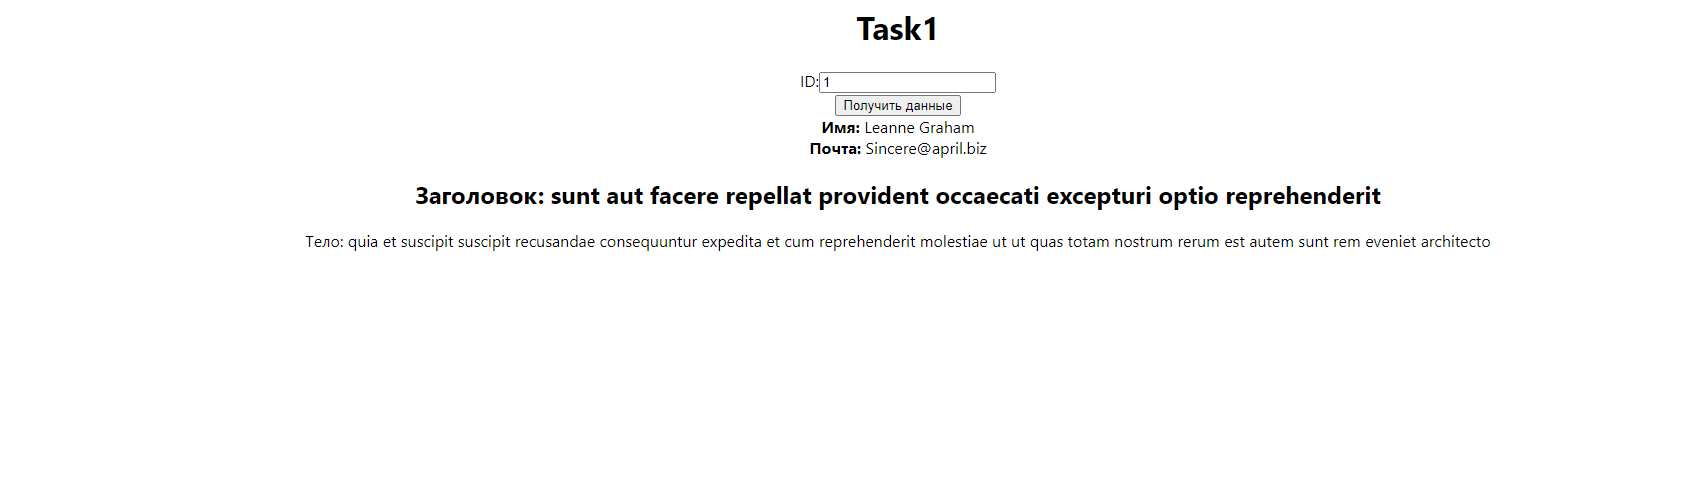 Task1
ID:1
Получить данные
Имя: Leanne Graham
Почта: Sincere@april.biz
Заголовок: sunt aut facere repellat provident occaecati excepturi optio reprehenderit
Тело: quia et suscipit suscipit recusandae consequuntur expedita et cum reprehenderit molestiae ut ut quas totam nostrum rerum est autem sunt rem eveniet architecto